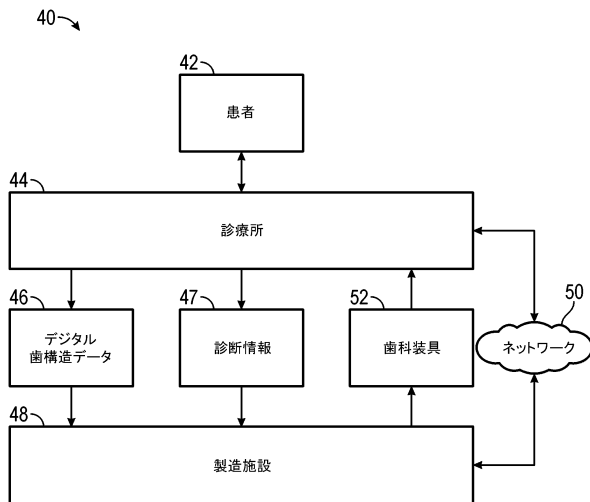 40
42
患者
44
診療所
46
デジタル
歯構造データ
47
診断情報
52
歯科装具
50
ネットワーク
48
製造施設